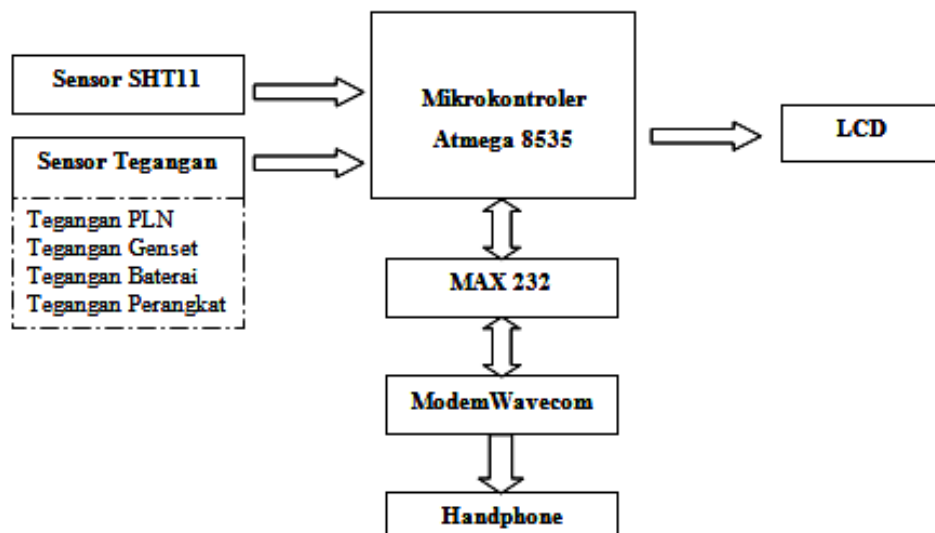 Sensor SHT11
Sensor Tegangan
Tegangan PLN
Tegangan Genset
Tegangan Baterai
Tegangan Perangkat
Mikrokontroler
Atmega 8535
LCD
MAX 232
ModemWavecom
Handphone